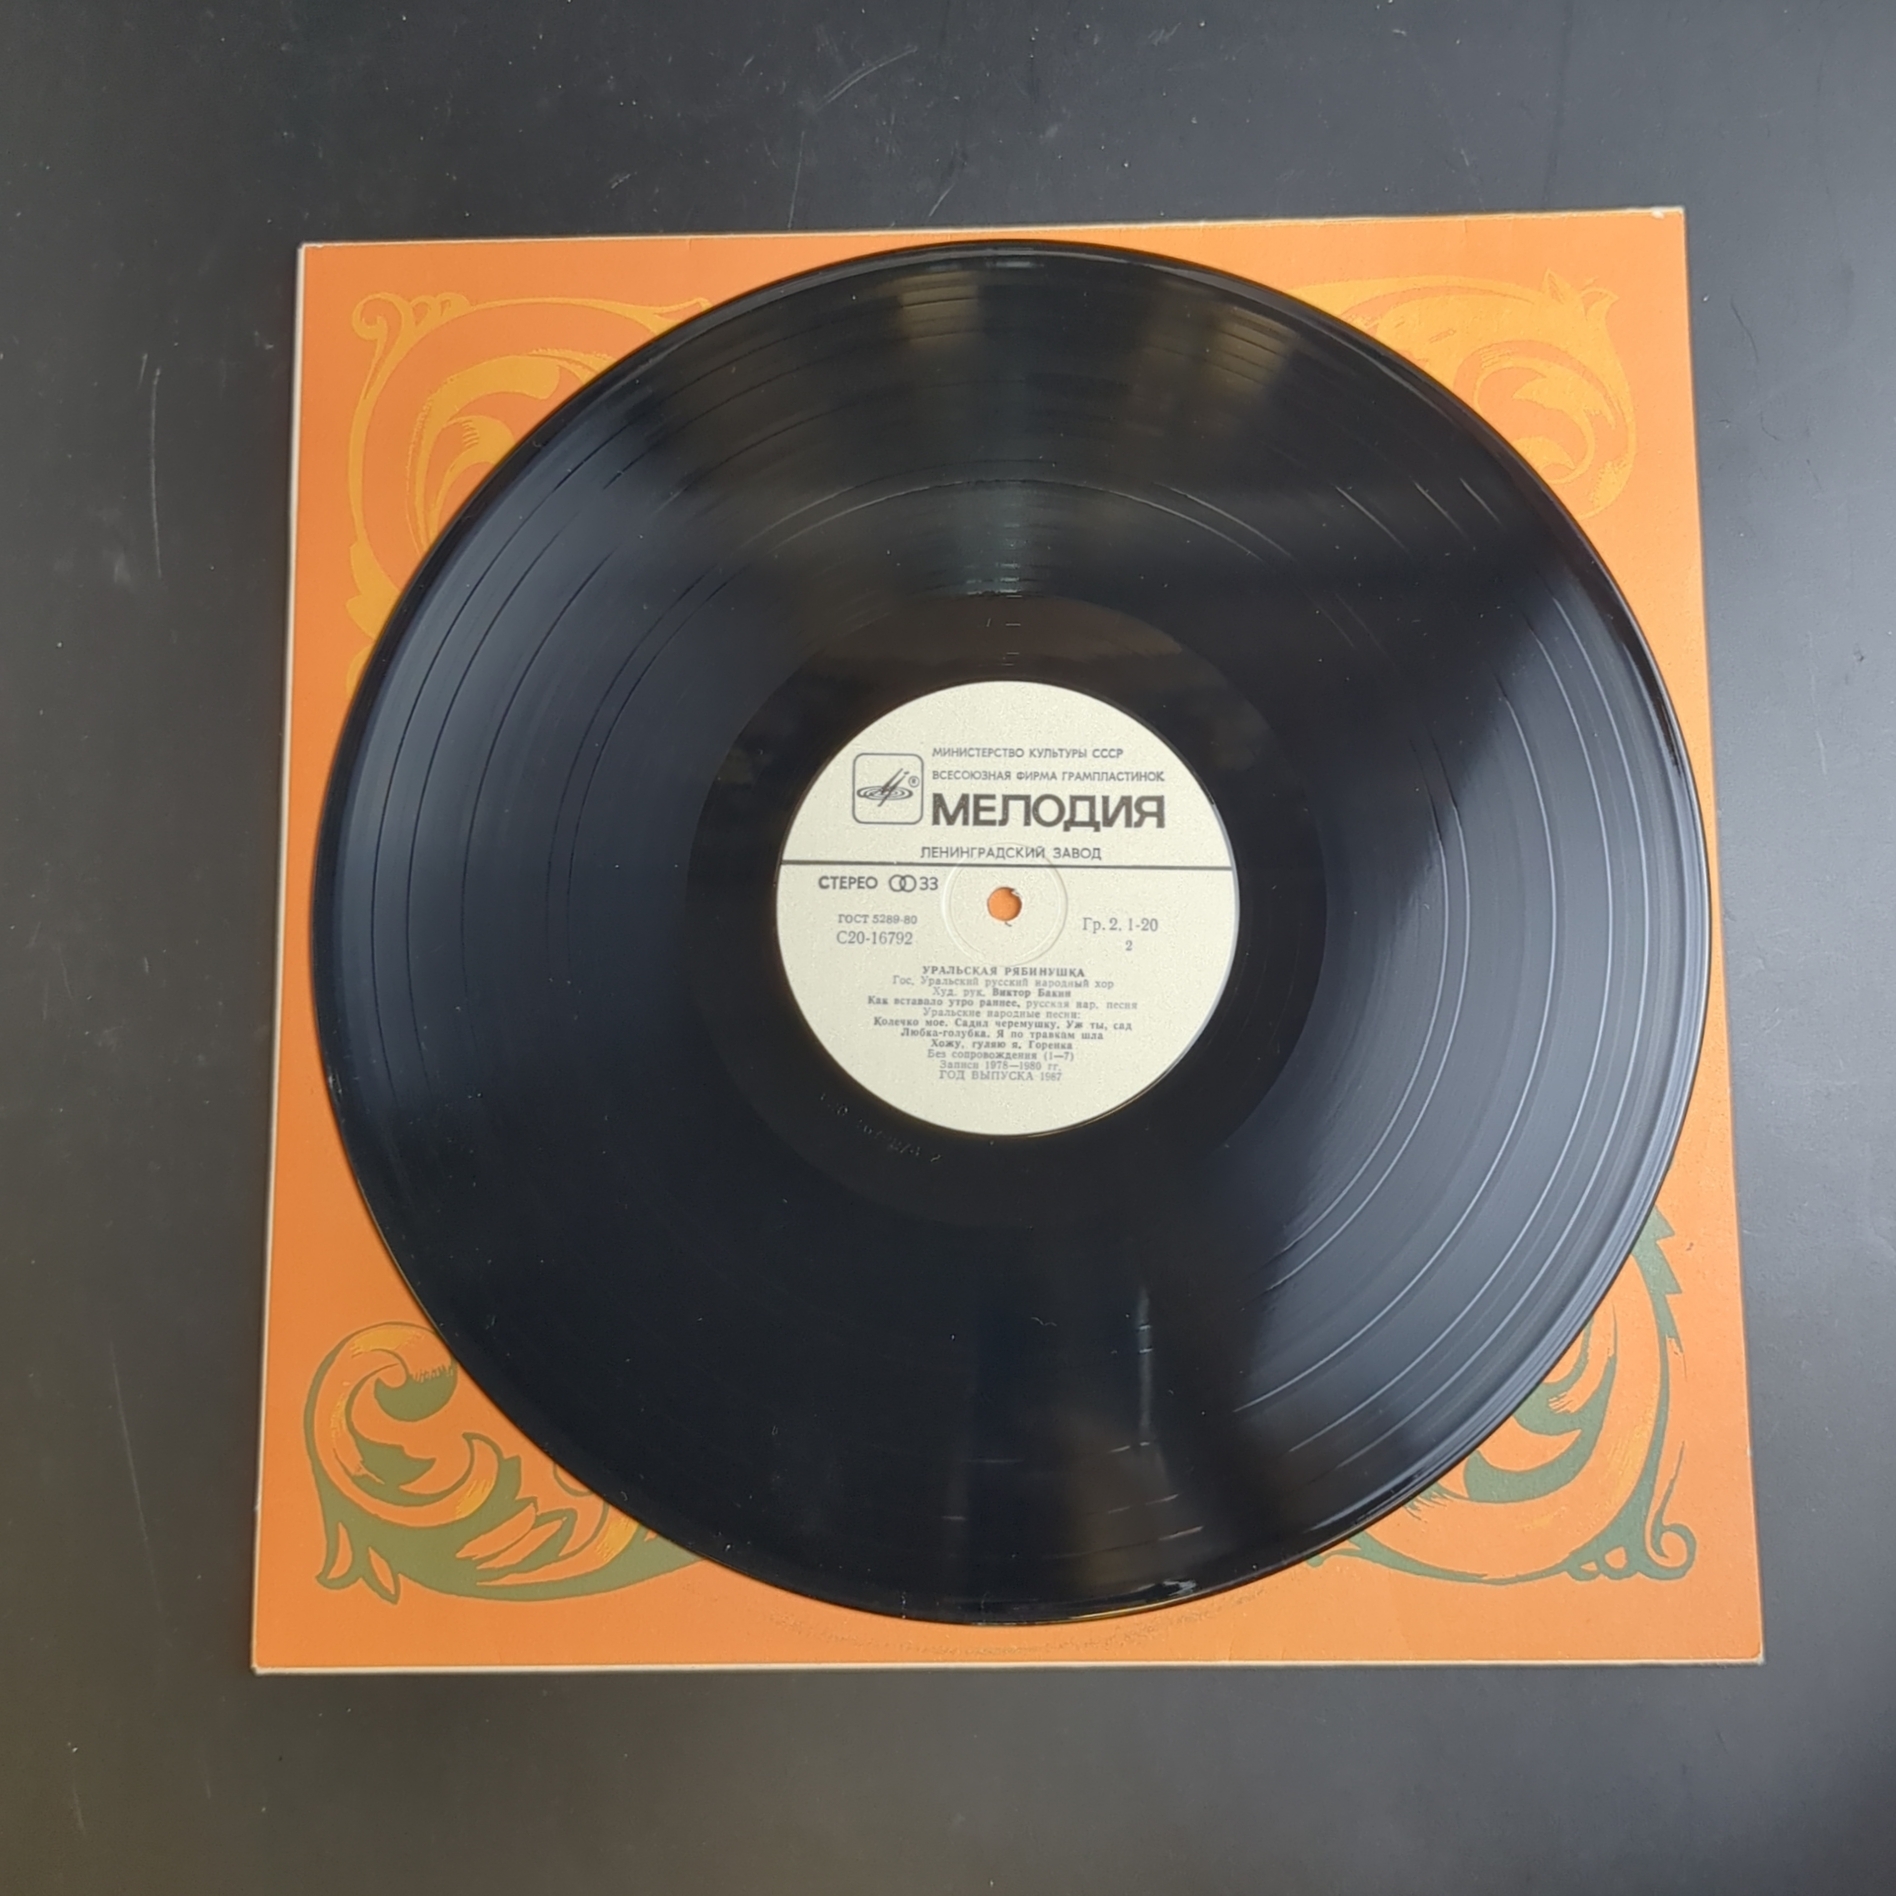 МИНИСТЕРСТВО КУЛЬТУРЫ СССР
ВСЕСОЮЗНАЯ ФИРМА ГРАМПЛАСТИНОК
®
МЕЛОДИЯ
ЛЕНИНГРАДСКИЙ ЗАВОД
СТЕРЕО 33
ГОСТ 5289-80
С20-16792
Гр. 2, 1-20
2
УРАЛЬСКАЯ РЯБИНУШКА
Гос. Уральский русский народный хор
Худ. рук. Виктор Бакин
Как вставало утро раннее, русская нар. песня
Уральские народные песни:
Колечко мое, Садил черемушку, Уж ты, сад
Любка-голубка, Я по травкам шла
Хожу, гуляю я, Горенка
Без сопровождения (1—7)
Записи 1978—1980 гг.
ГОД ВЫПУСКА 1987